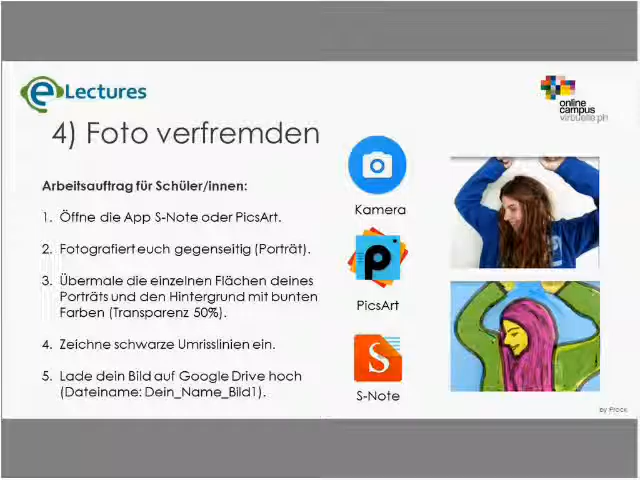 eLectures
online
campus
virtuelle ph
4) Foto verfremden
Arbeitsauftrag für Schüler/innen:
1. Öffne die App S-Note oder PicsArt.
2. Fotografiert euch gegenseitig (Porträt).
3. Übermale die einzelnen Flächen deines
Porträts und den Hintergrund mit bunten
Farben (Transparenz 50%).
4. Zeichne schwarze Umrisslinien ein.
5. Lade dein Bild auf Google Drive hoch
(Dateiname: Dein_Name_Bild1).
Kamera
P
PicsArt
S
S-Note
by Prock